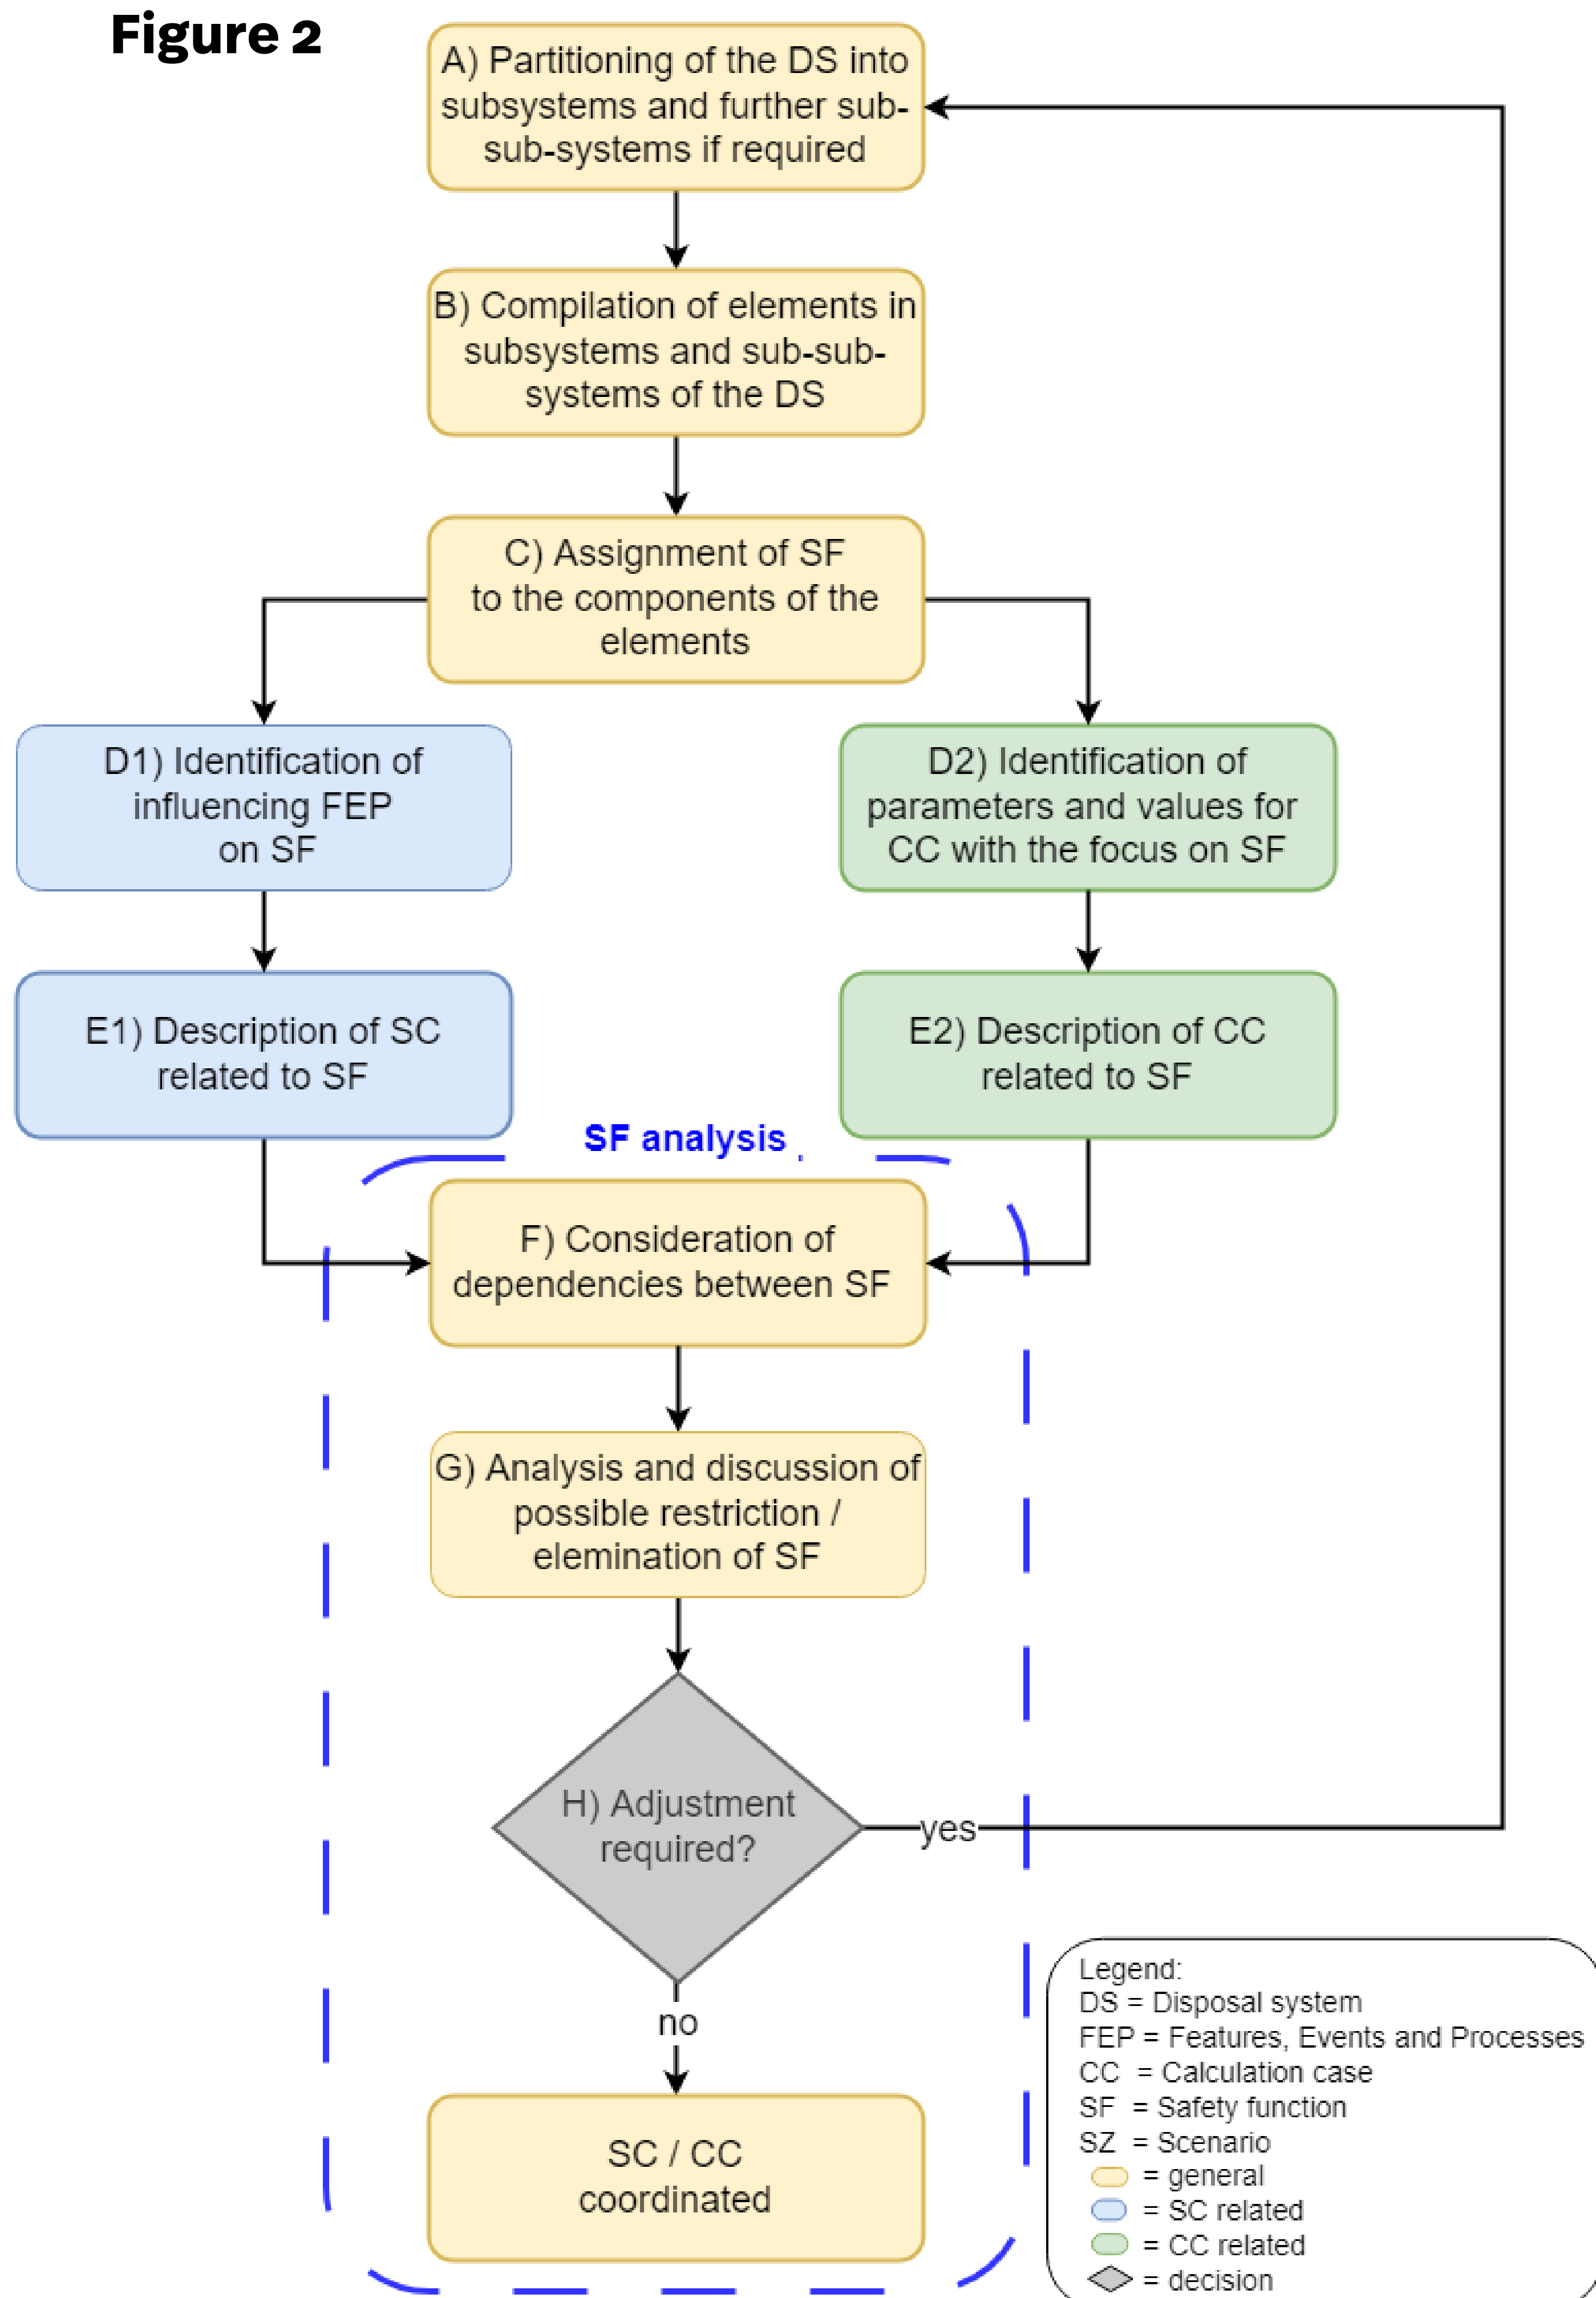 Figure 2
A) Partitioning of the DS into
subsystems and further sub-
sub-systems if required
B) Compilation of elements in
subsystems and sub-sub-
systems of the DS
C) Assignment of SF
to the components of the
elements
D1) Identification of
influencing FEP
on SF
D2) Identification of
parameters and values for
CC with the focus on SF
E1) Description of SC
related to SF
E2) Description of CC
related to SF
SF analysis
F) Consideration of
dependencies between SF
G) Analysis and discussion of
possible restriction /
elemination of SF
H) Adjustment
required?
yes
no
SC / CC
coordinated
Legend:
DS = Disposal system
FEP = Features, Events and Processes
CC = Calculation case
SF = Safety function
SZ = Scenario
= general
= SC related
= CC related
= decision